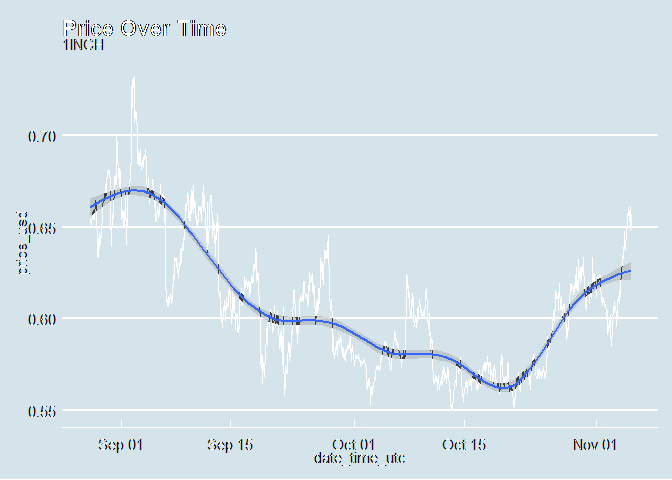 Price Over Time
1INCH
0.70
0.65
0.60
0.55
price_usd
Sep 01
Sep 15
Oct 01
Oct 15
Nov 01
date_time_utc